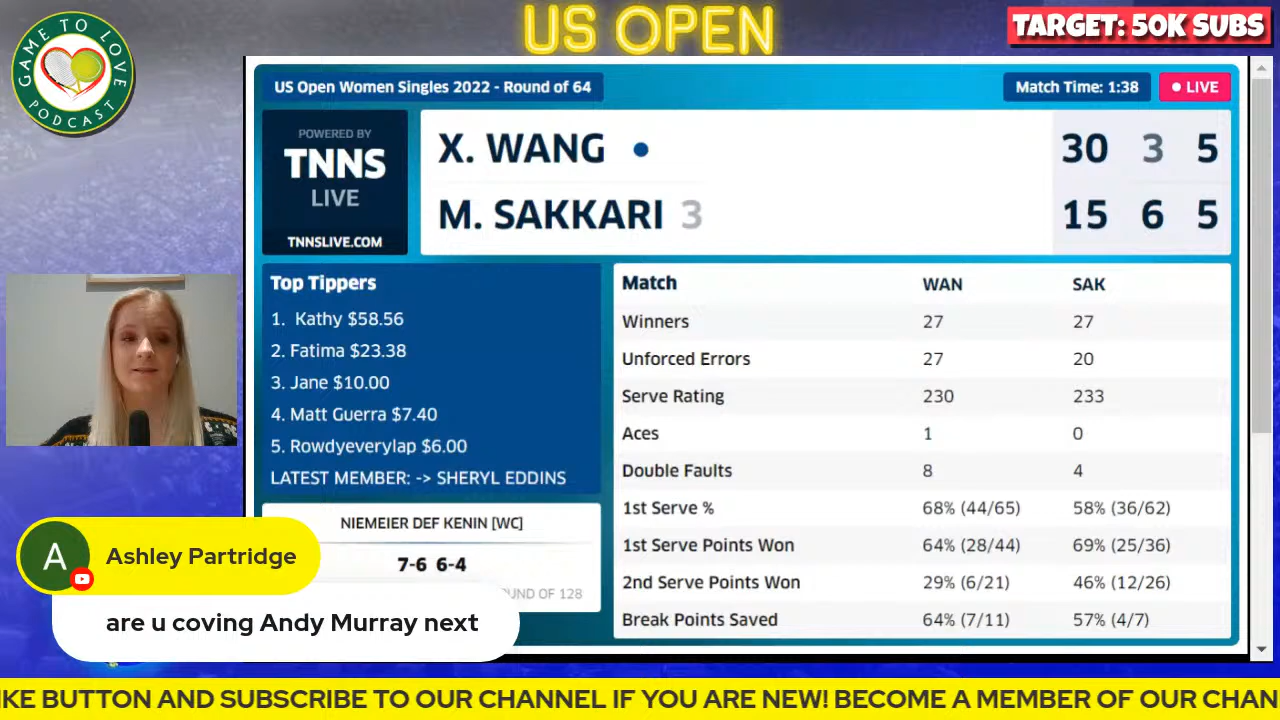 GAME TO LOVE
PODCAST
US OPEN
TARGET: 50K SUBS
US Open Women Singles 2022 - Round of 64
Match Time: 1:38
LIVE
POWERED BY
TNNS
LIVE
TNNSLIVE.COM
X. WANG 30 3 5
M. SAKKARI 3 15 6 5
Top Tippers
1. Kathy $58.56
2. Fatima $23.38
3. Jane $10.00
4. Matt Guerra $7.40
5. Rowdyeverylap $6.00
LATEST MEMBER: -> SHERYL EDDINS
NIEMEIER DEF KENIN [WC]
7-6 6-4
OF 128
Match WAN SAK
Winners 27 27
Unforced Errors 27 20
Serve Rating 230 233
Aces 1 0
Double Faults 8 4
1st Serve % 68% (44/65) 58% (36/62)
1st Serve Points Won 64% (28/44) 69% (25/36)
2nd Serve Points Won 29% (6/21) 46% (12/26)
Break Points Saved 64% (7/11) 57% (4/7)
A
Ashley Partridge
are u coving Andy Murray next
BUTTON AND SUBSCRIBE TO OUR CHANNEL IF YOU ARE NEW! BECOME A MEMBER OF OUR